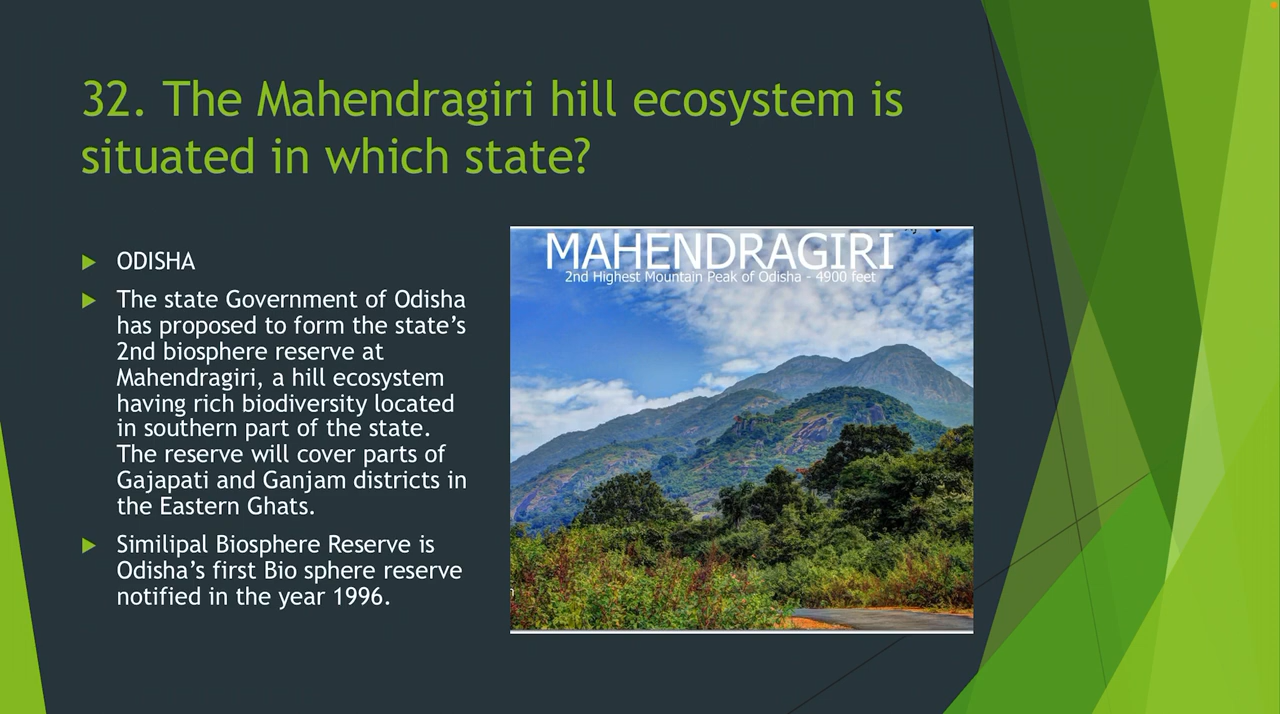 32. The Mahendragiri hill ecosystem is
situated in which state?
ODISHA
The state Government of Odisha
has proposed to form the state’s
2nd biosphere reserve at
Mahendragiri, a hill ecosystem
having rich biodiversity located
in southern part of the state.
The reserve will cover parts of
Gajapati and Ganjam districts in
the Eastern Ghats.
Similipal Biosphere Reserve is
Odisha’s first Bio sphere reserve
notified in the year 1996.
MAHENDRAGIRI
2nd Highest Mountain Peak of Odisha - 4900 feet